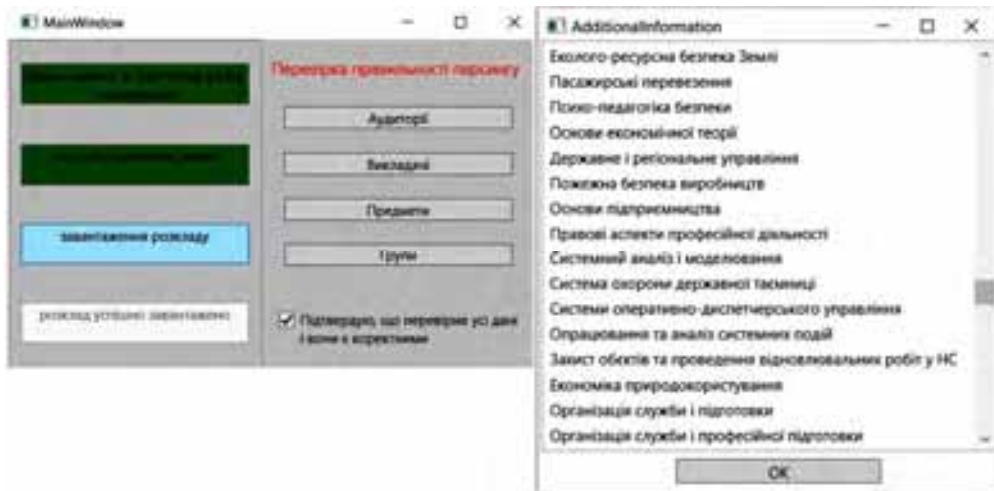 MainWindow
Перевірка правильності парсингу
Аудиторії
Викладачі
Предмети
Групи
завантаження розкладу
розклад успішно завантажено
Підтверджую, що перевірив усі дані
і вони є коректними
AdditionalInformation
Еколого-ресурсна безпека Землі
Пасажирські перевезення
Психо-педагогіка безпеки
Основи економічної теорії
Державне і регіональне управління
Пожежна безпека виробництв
Основи підприємництва
Правові аспекти професійної діяльності
Системний аналіз і моделювання
Система охорони державної таємниці
Системи оперативно-диспетчерського управління
Опрацювання та аналіз системних подій
Захист обєктів та проведення відновлювальних робіт у НС
Економіка природокористування
Організація служби і підготовки
Організація служби і професійної підготовки
OK